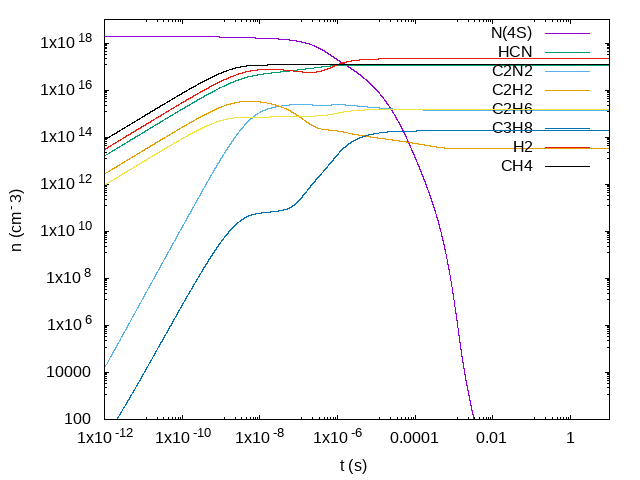 1x10 18
1x10 16
1x10 14
1x10 12
1x10 10
1x10 8
1x10 6
10000
100
n (cm- 3)
1x10 -12
1x10 -10
1x10 -8
1x10 -6
0.0001
0.01
1
t (s)
N(4S)
HCN
C2N2
C2H2
C2H6
C3H8
H2
CH4